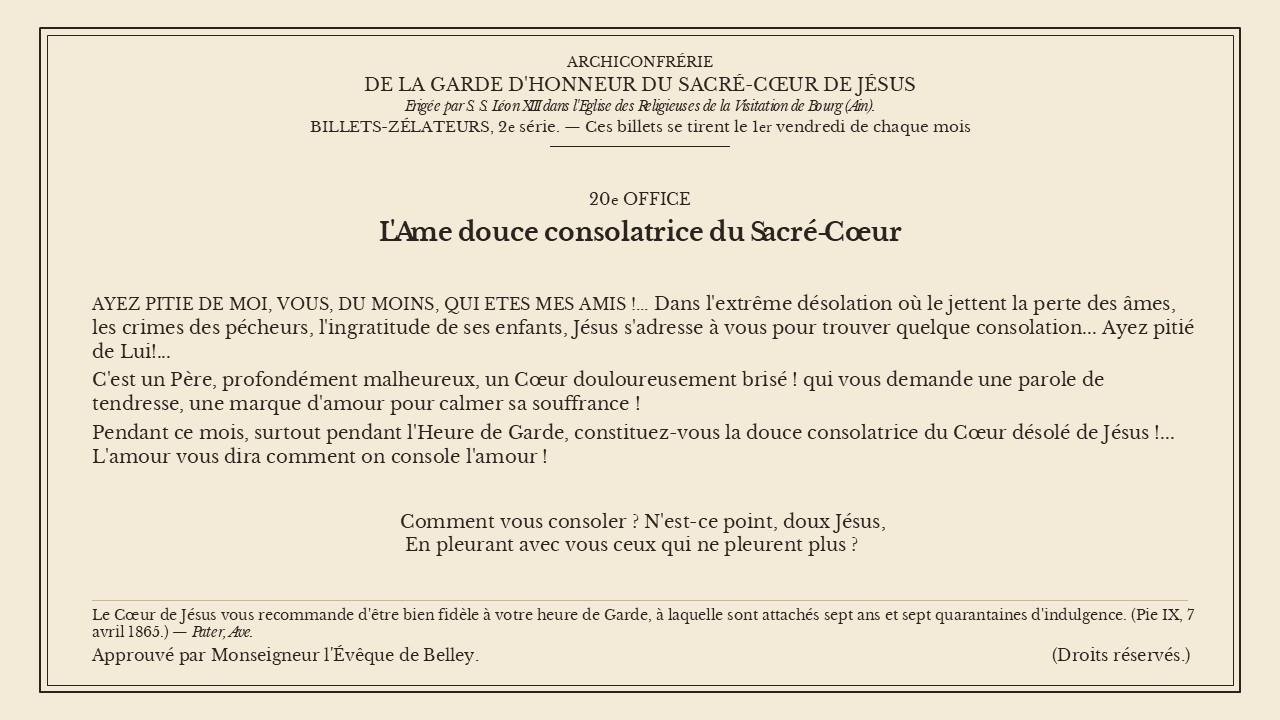 ARCHICONFRÉRIE
DE LA GARDE D'HONNEUR DU SACRÉ-CŒUR DE JÉSUS
Erigée par S. S. Léon XIII dans l'Eglise des Religieuses de la Visitation de Bourg (Ain).
BILLETS-ZÉLATEURS, 2e série. — Ces billets se tirent le 1er vendredi de chaque mois
20e OFFICE
L'Ame douce consolatrice du Sacré-Cœur
AYEZ PITIE DE MOI, VOUS, DU MOINS, QUI ETES MES AMIS !... Dans l'extrême désolation où le jettent la perte des âmes,
les crimes des pécheurs, l'ingratitude de ses enfants, Jésus s'adresse à vous pour trouver quelque consolation... Ayez pitié
de Lui!...
C'est un Père, profondément malheureux, un Cœur douloureusement brisé ! qui vous demande une parole de
tendresse, une marque d'amour pour calmer sa souffrance !
Pendant ce mois, surtout pendant l'Heure de Garde, constituez-vous la douce consolatrice du Cœur désolé de Jésus !...
L'amour vous dira comment on console l'amour !
Comment vous consoler ? N'est-ce point, doux Jésus,
En pleurant avec vous ceux qui ne pleurent plus ?
Le Cœur de Jésus vous recommande d'être bien fidèle à votre heure de Garde, à laquelle sont attachés sept ans et sept quarantaines d'indulgence. (Pie IX, 7
avril 1865.) — Pater, Ave.
Approuvé par Monseigneur l'Évêque de Belley. (Droits réservés.)